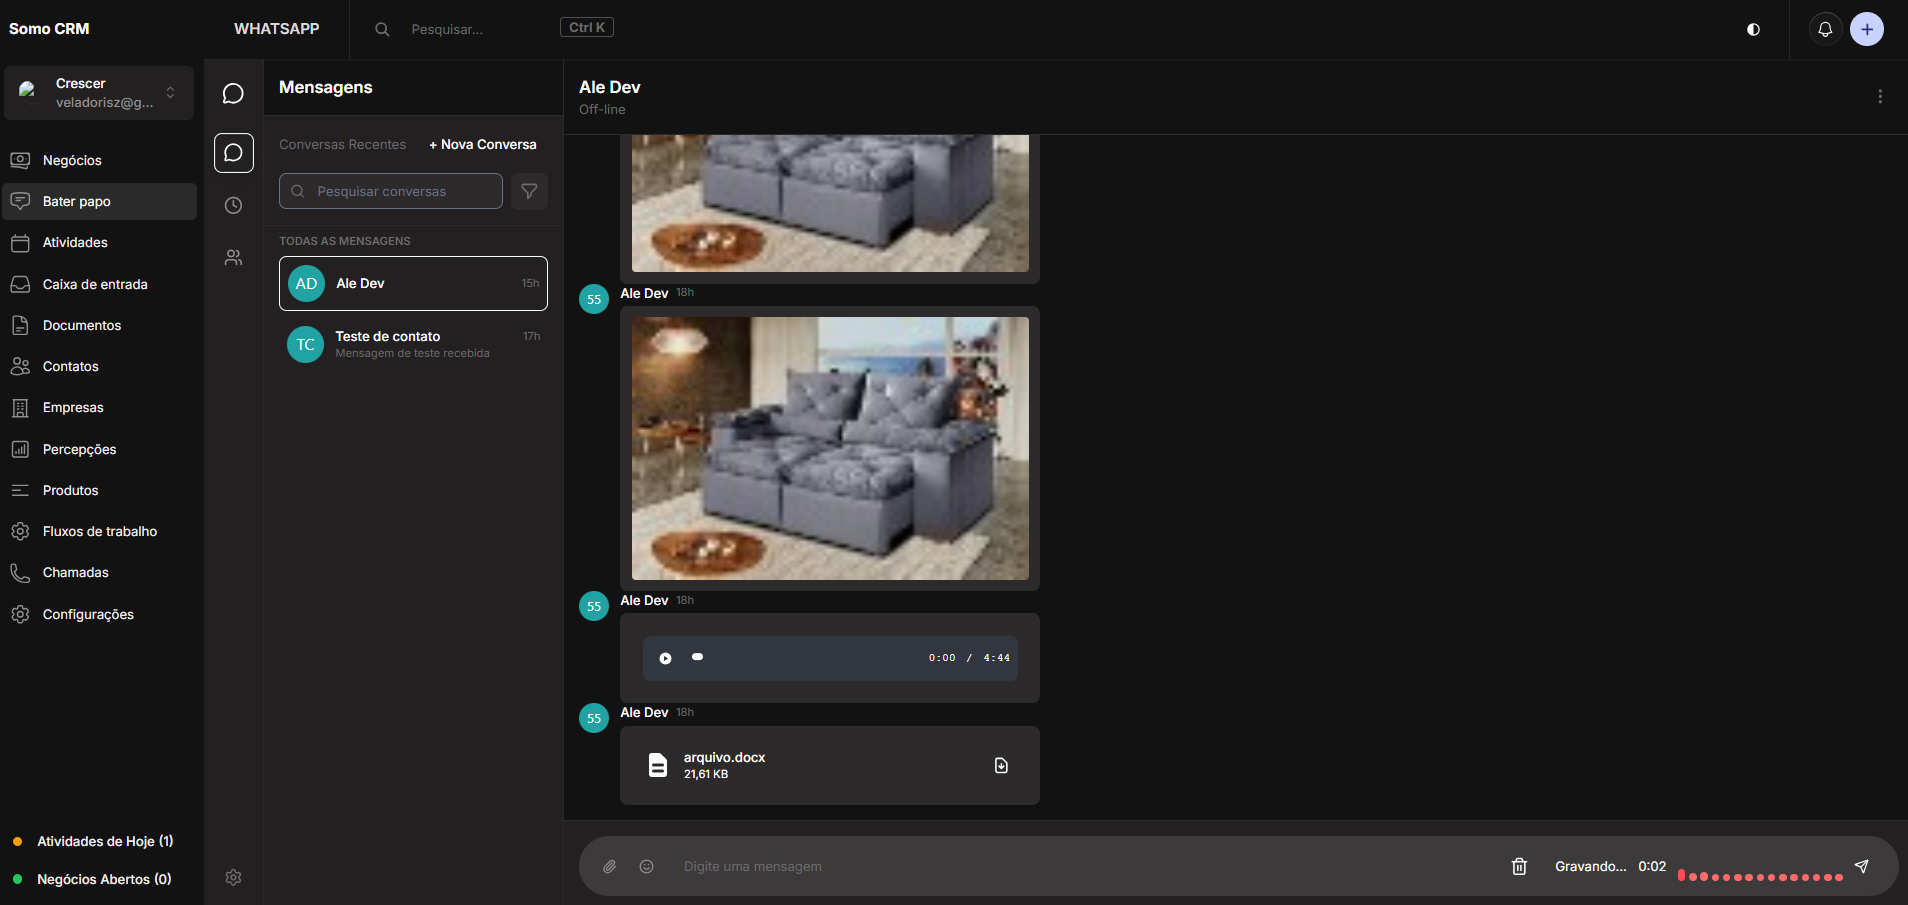 Somo CRM
WHATSAPP
Pesquisar...
Ctrl K
Crescer
veladorisz@g...
Negócios
Bater papo
Atividades
Caixa de entrada
Documentos
Contatos
Empresas
Percepções
Produtos
Fluxos de trabalho
Chamadas
Configurações
Atividades de Hoje (1)
Negócios Abertos (0)
Mensagens
Conversas Recentes
+ Nova Conversa
Pesquisar conversas
TODAS AS MENSAGENS
AD
Ale Dev
15h
TC
Teste de contato
17h
Mensagem de teste recebida
Ale Dev
Off-line
55
Ale Dev 18h
55
Ale Dev 18h
0:00 / 4:44
55
Ale Dev 18h
arquivo.docx
21,61 KB
Digite uma mensagem
Gravando... 0:02